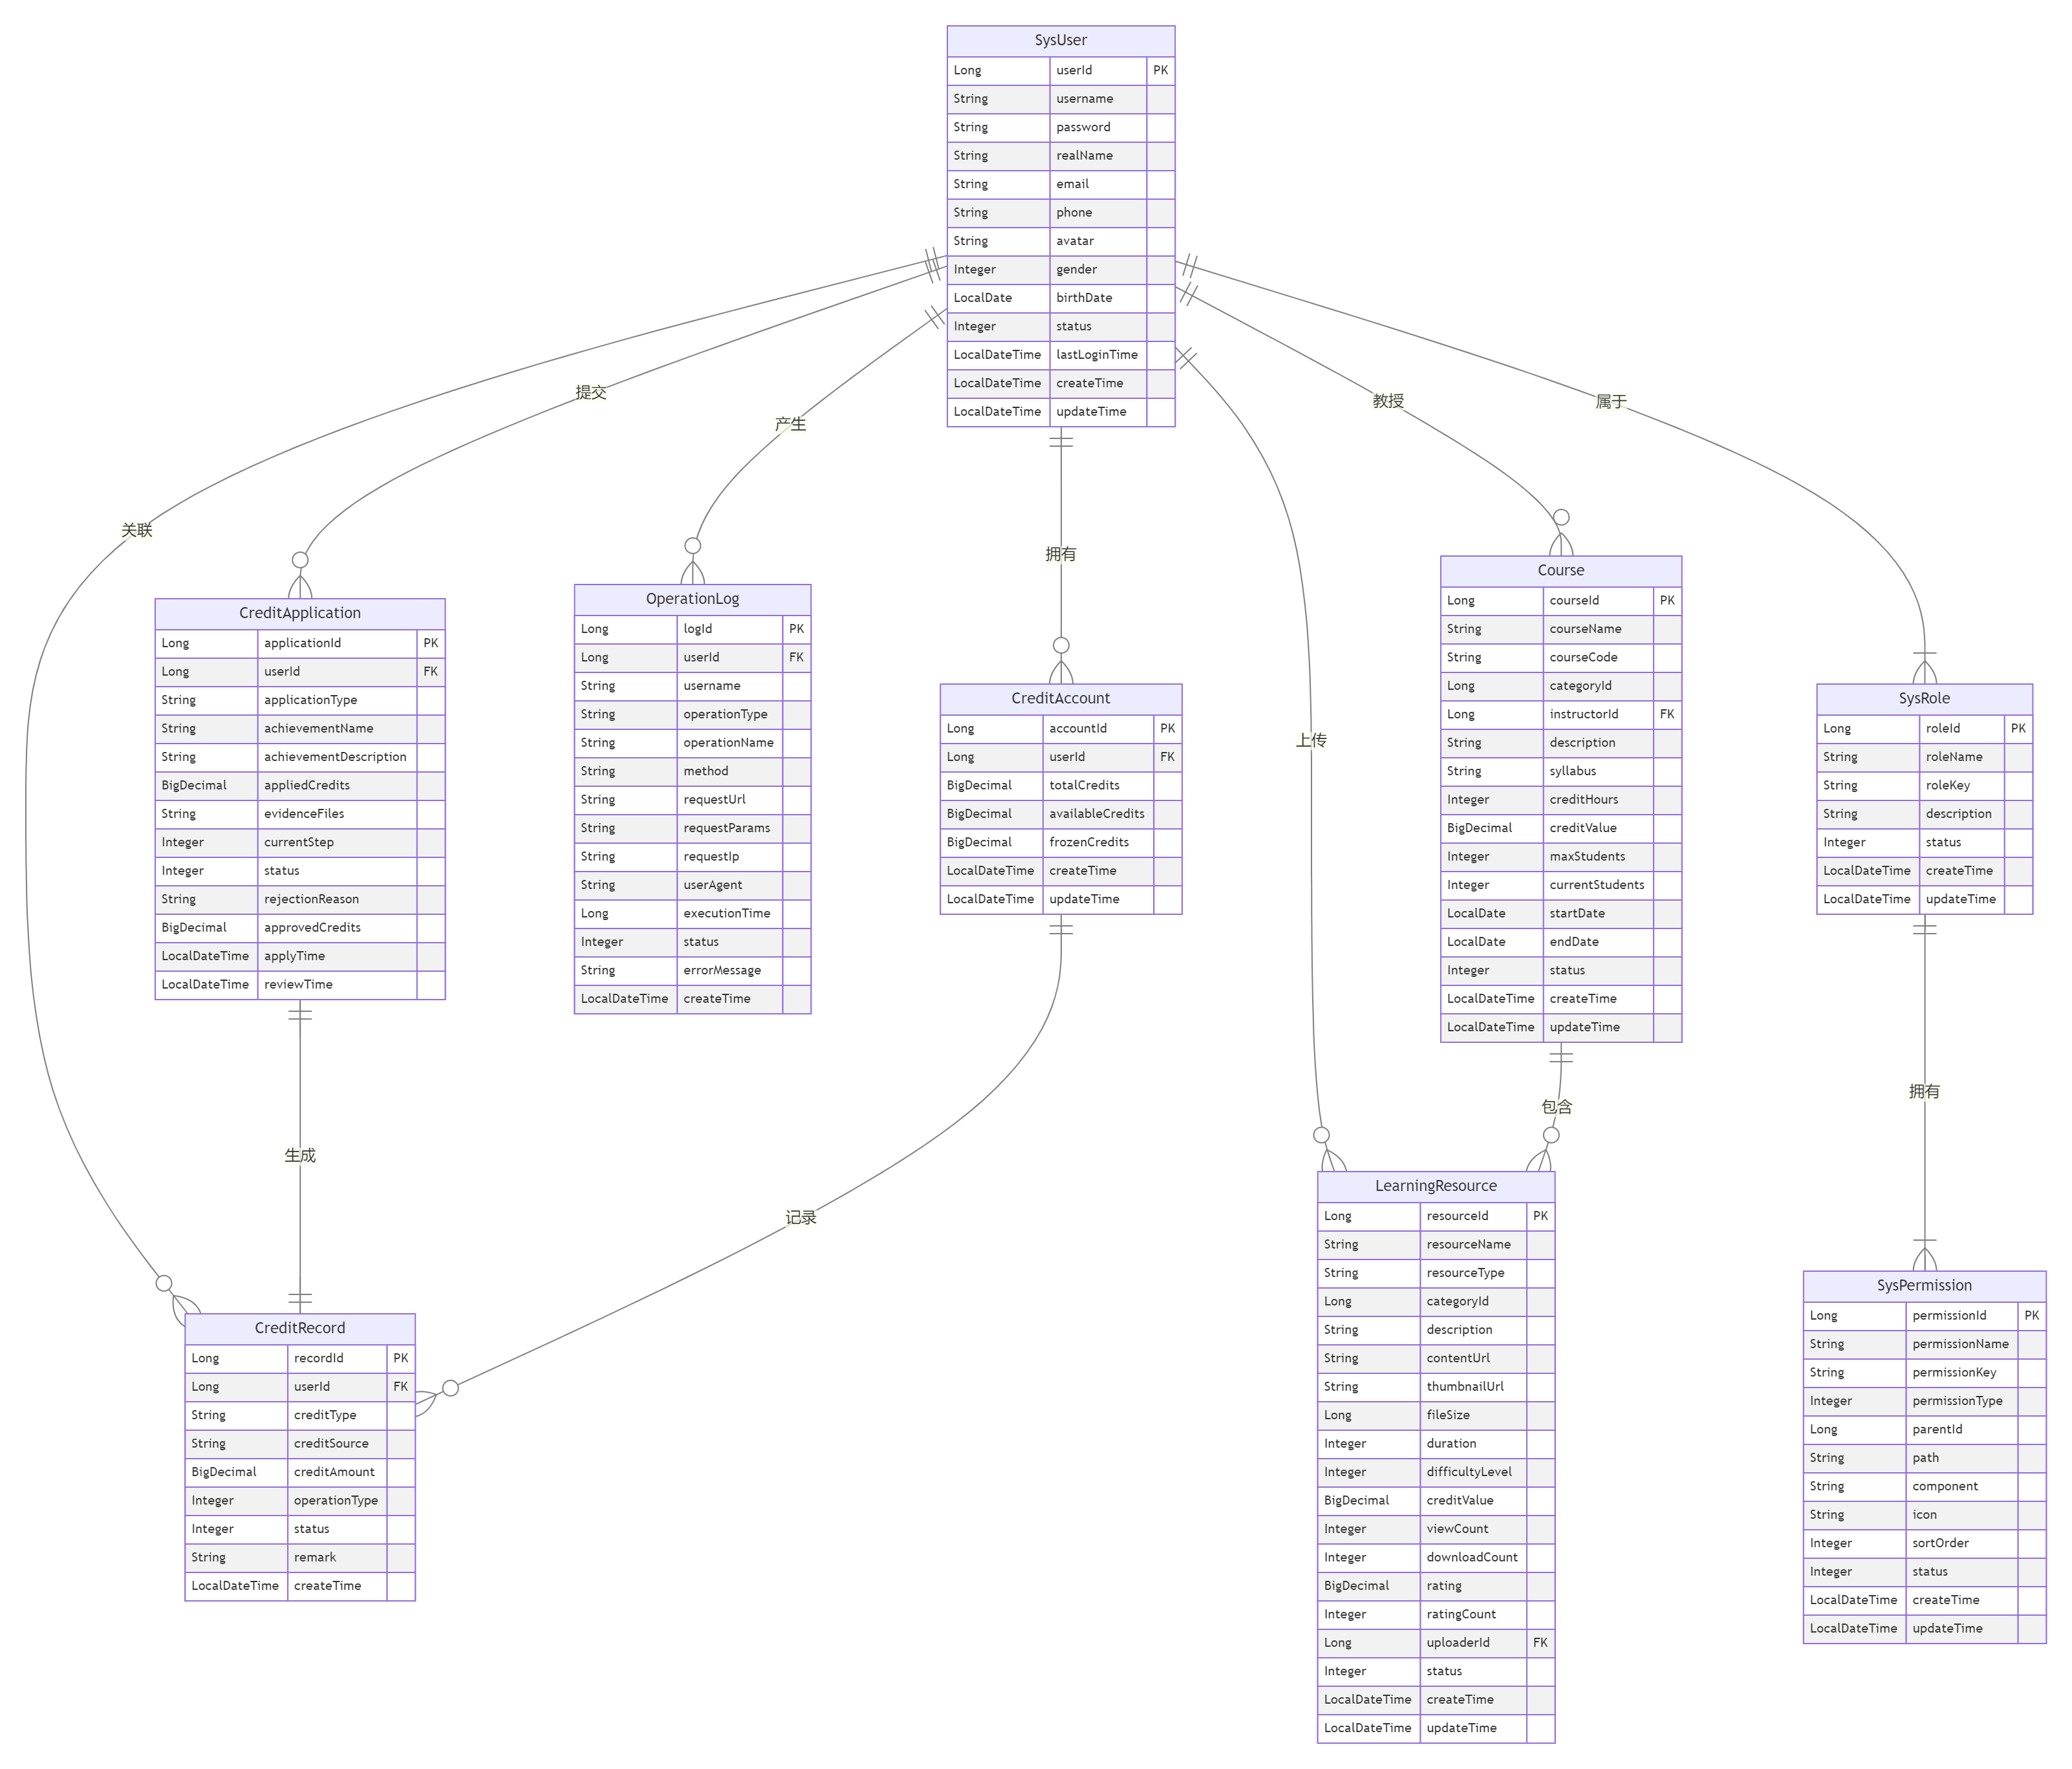 SysUser
Long userId PK
String username
String password
String realName
String email
String phone
String avatar
Integer gender
LocalDate birthDate
Integer status
LocalDateTime lastLoginTime
LocalDateTime createTime
LocalDateTime updateTime
提交
产生
教授
属于
关联
拥有
上传
CreditApplication
Long applicationId PK
Long userId FK
String applicationType
String achievementName
String achievementDescription
BigDecimal appliedCredits
String evidenceFiles
Integer currentStep
Integer status
String rejectionReason
BigDecimal approvedCredits
LocalDateTime applyTime
LocalDateTime reviewTime
OperationLog
Long logId PK
Long userId FK
String username
String operationType
String operationName
String method
String requestUrl
String requestParams
String requestIp
String userAgent
Long executionTime
Integer status
String errorMessage
LocalDateTime createTime
CreditAccount
Long accountId PK
Long userId FK
BigDecimal totalCredits
BigDecimal availableCredits
BigDecimal frozenCredits
LocalDateTime createTime
LocalDateTime updateTime
Course
Long courseId PK
String courseName
String courseCode
Long categoryId
Long instructorId FK
String description
String syllabus
Integer creditHours
BigDecimal creditValue
Integer maxStudents
Integer currentStudents
LocalDate startDate
LocalDate endDate
Integer status
LocalDateTime createTime
LocalDateTime updateTime
SysRole
Long roleId PK
String roleName
String roleKey
String description
Integer status
LocalDateTime createTime
LocalDateTime updateTime
生成
记录
包含
拥有
CreditRecord
Long recordId PK
Long userId FK
String creditType
String creditSource
BigDecimal creditAmount
Integer operationType
Integer status
String remark
LocalDateTime createTime
LearningResource
Long resourceId PK
String resourceName
String resourceType
Long categoryId
String description
String contentUrl
String thumbnailUrl
Long fileSize
Integer duration
Integer difficultyLevel
BigDecimal creditValue
Integer viewCount
Integer downloadCount
BigDecimal rating
Integer ratingCount
Long uploaderId FK
Integer status
LocalDateTime createTime
LocalDateTime updateTime
SysPermission
Long permissionId PK
String permissionName
String permissionKey
Integer permissionType
Long parentId
String path
String component
String icon
Integer sortOrder
Integer status
LocalDateTime createTime
LocalDateTime updateTime